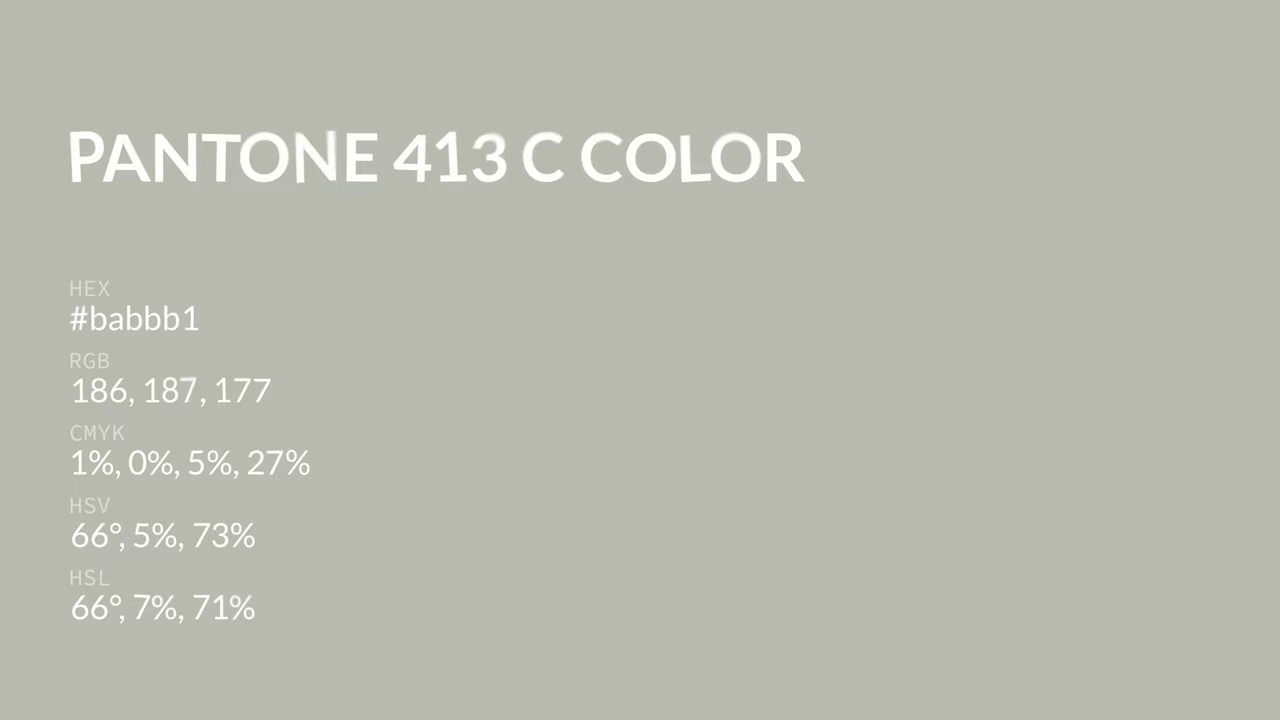 PANTONE 413 C COLOR
HEX
#babbb1
RGB
186, 187, 177
CMYK
1%, 0%, 5%, 27%
HSV
66°, 5%, 73%
HSL
66°, 7%, 71%